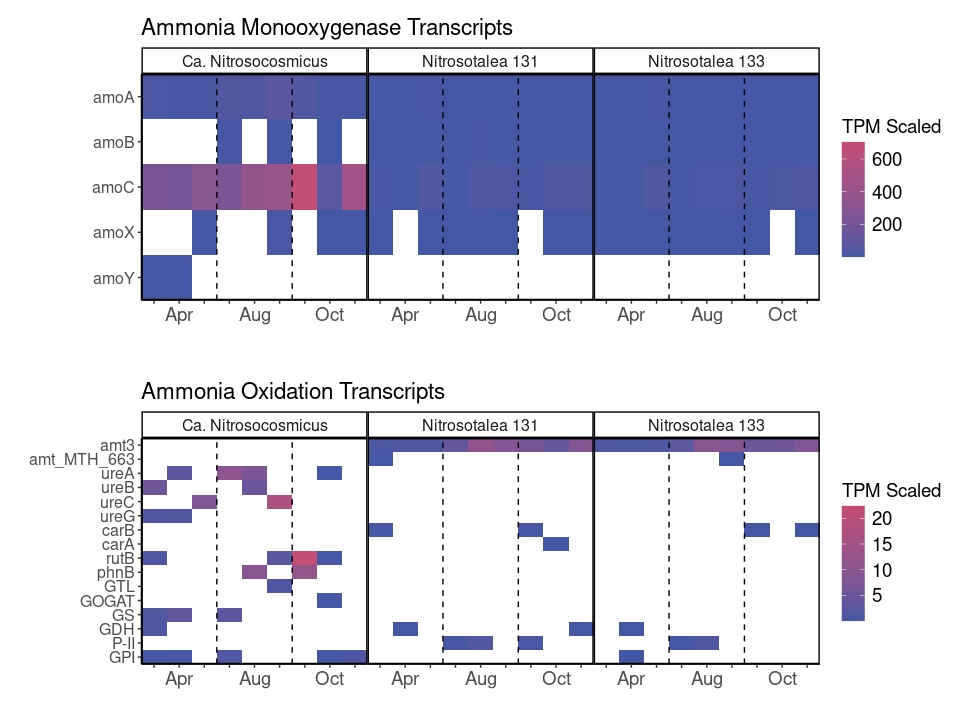 Ammonia Monooxygenase Transcripts
Ca. Nitrosocosmicus Nitrosotalea 131 Nitrosotalea 133
amoA
amoB
amoC
amoX
amoY
Apr Aug Oct Apr Aug Oct Apr Aug Oct
TPM Scaled
600
400
200
Ammonia Oxidation Transcripts
Ca. Nitrosocosmicus Nitrosotalea 131 Nitrosotalea 133
amt3
amt_MTH_663
ureA
ureB
ureC
ureG
carB
carA
rutB
phnB
GTL
GOGAT
GS
GDH
P-II
GPI
Apr Aug Oct Apr Aug Oct Apr Aug Oct
TPM Scaled
20
15
10
5